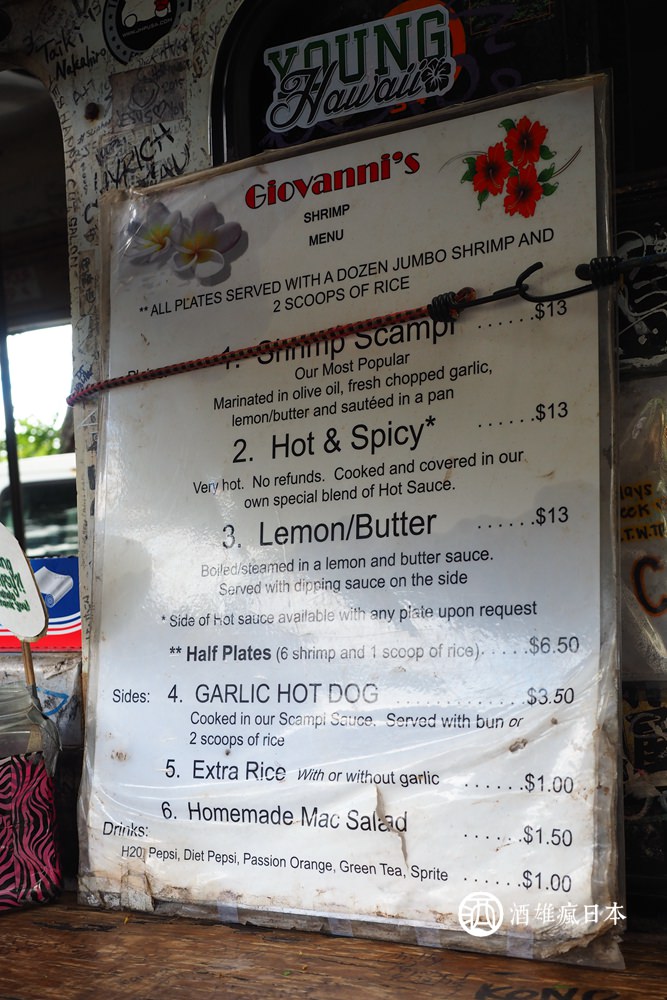 YOUNG
Hawaii
Taiki
Giovanni's
SHRIMP
MENU
** ALL PLATES SERVED WITH A DOZEN JUMBO SHRIMP AND
2 SCOOPS OF RICE
1. Shrimp Scampi ......$13
Our Most Popular
Marinated in olive oil, fresh chopped garlic,
lemon/butter and sautéed in a pan
2. Hot & Spicy* ......$13
Very hot. No refunds. Cooked and covered in our
own special blend of Hot Sauce.
3. Lemon/Butter ......$13
Boiled/steamed in a lemon and butter sauce.
Served with dipping sauce on the side
* Side of Hot sauce available with any plate upon request
** Half Plates (6 shrimp and 1 scoop of rice)......$6.50
Sides: 4. GARLIC HOT DOG ..............$3.50
Cooked in our Scampi Sauce. Served with bun or
2 scoops of rice
5. Extra Rice With or without garlic ......$1.00
6. Homemade Mac Salad ......$1.50
Drinks:
H20, Pepsi, Diet Pepsi, Passion Orange, Green Tea, Sprite ......$1.00
酒雄瘋日本